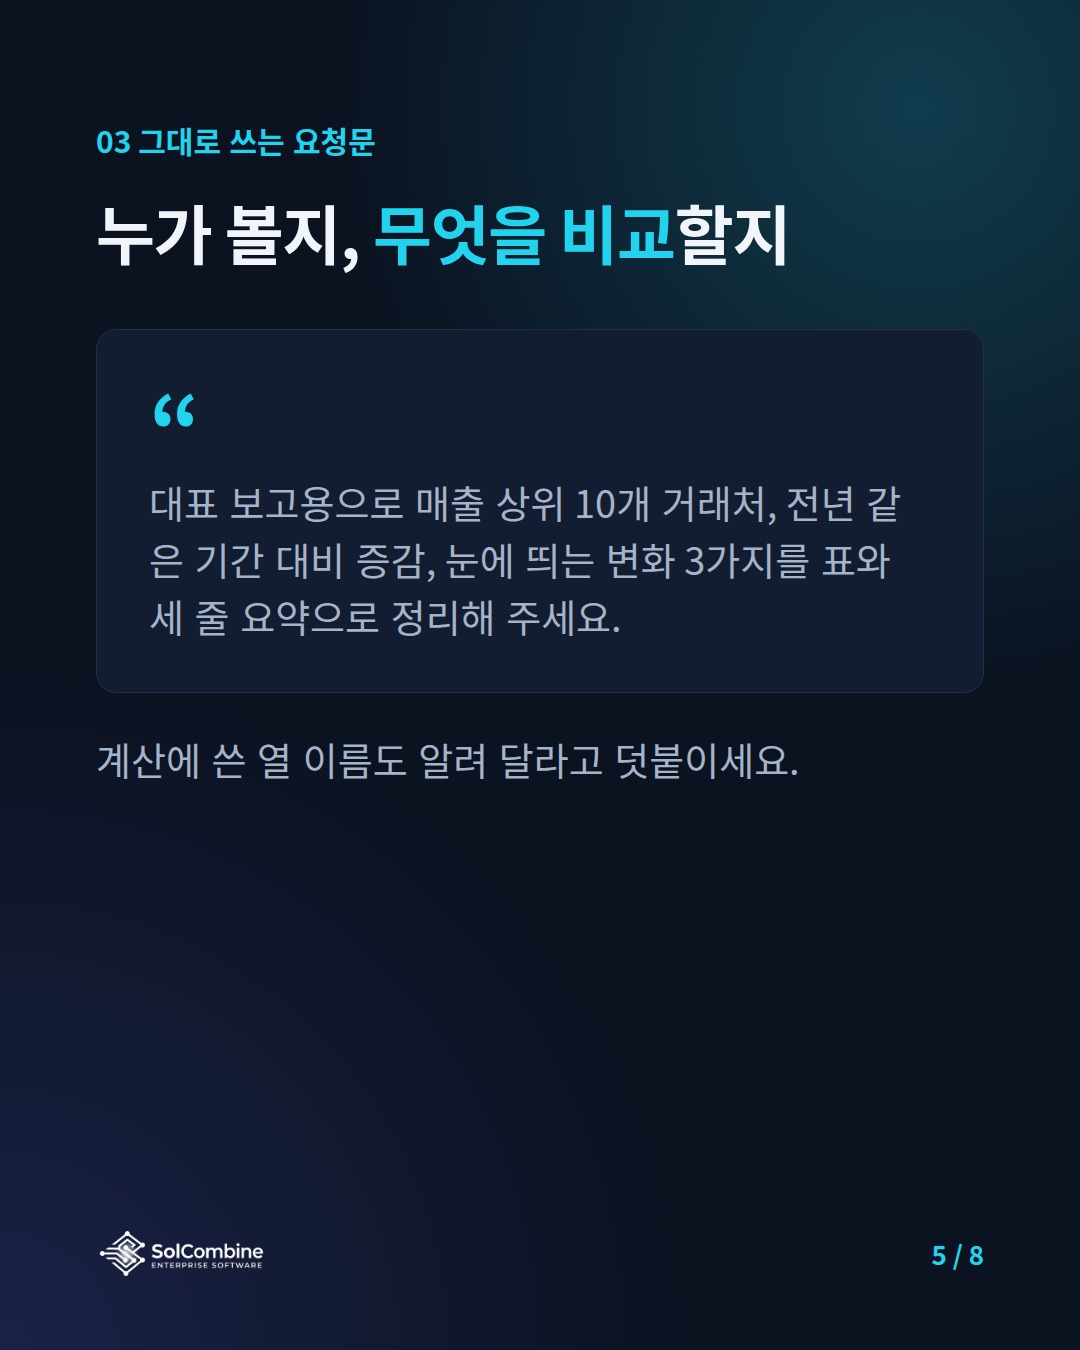 03 그대로 쓰는 요청문
누가 볼지, 무엇을 비교할지
“
대표 보고용으로 매출 상위 10개 거래처, 전년 같
은 기간 대비 증감, 눈에 띄는 변화 3가지를 표와
세 줄 요약으로 정리해 주세요.
계산에 쓴 열 이름도 알려 달라고 덧붙이세요.
SolCombine
ENTERPRISE SOFTWARE
5 / 8